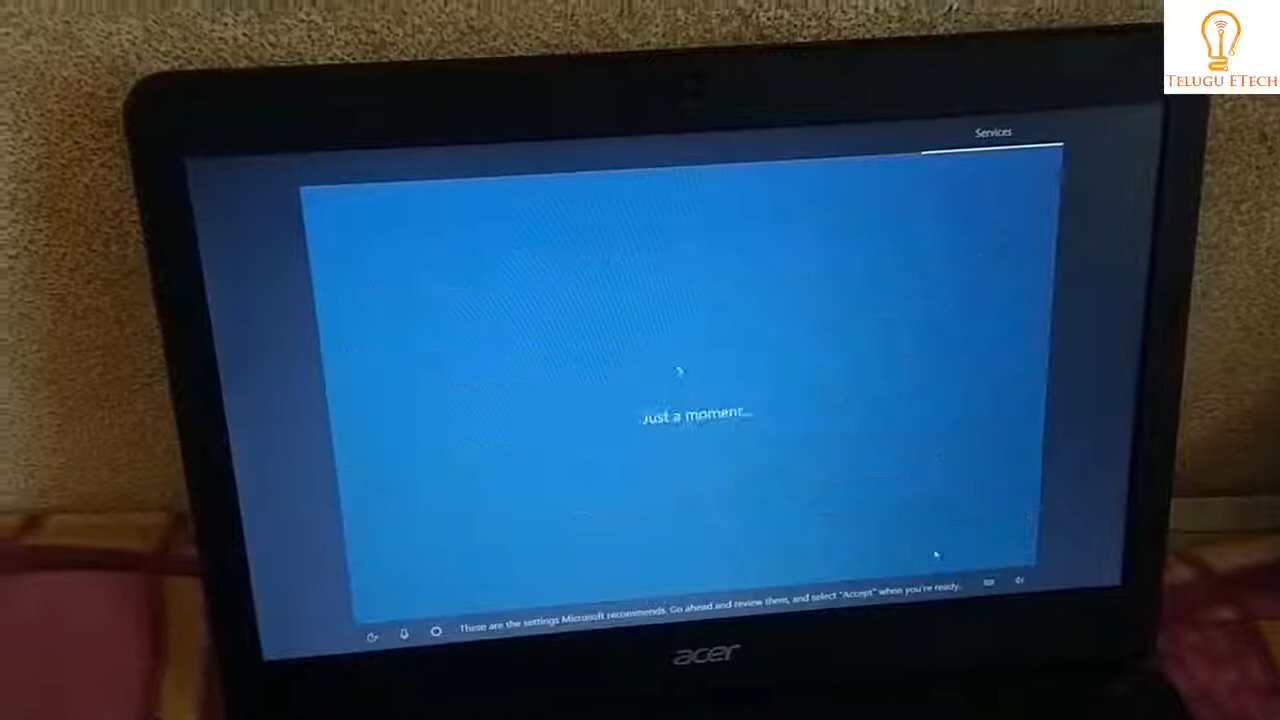 TELUGU ETECH
Services
Just a moment...
These are the settings Microsoft recommends. Go ahead and review them, and select "Accept" when you're ready.
acer